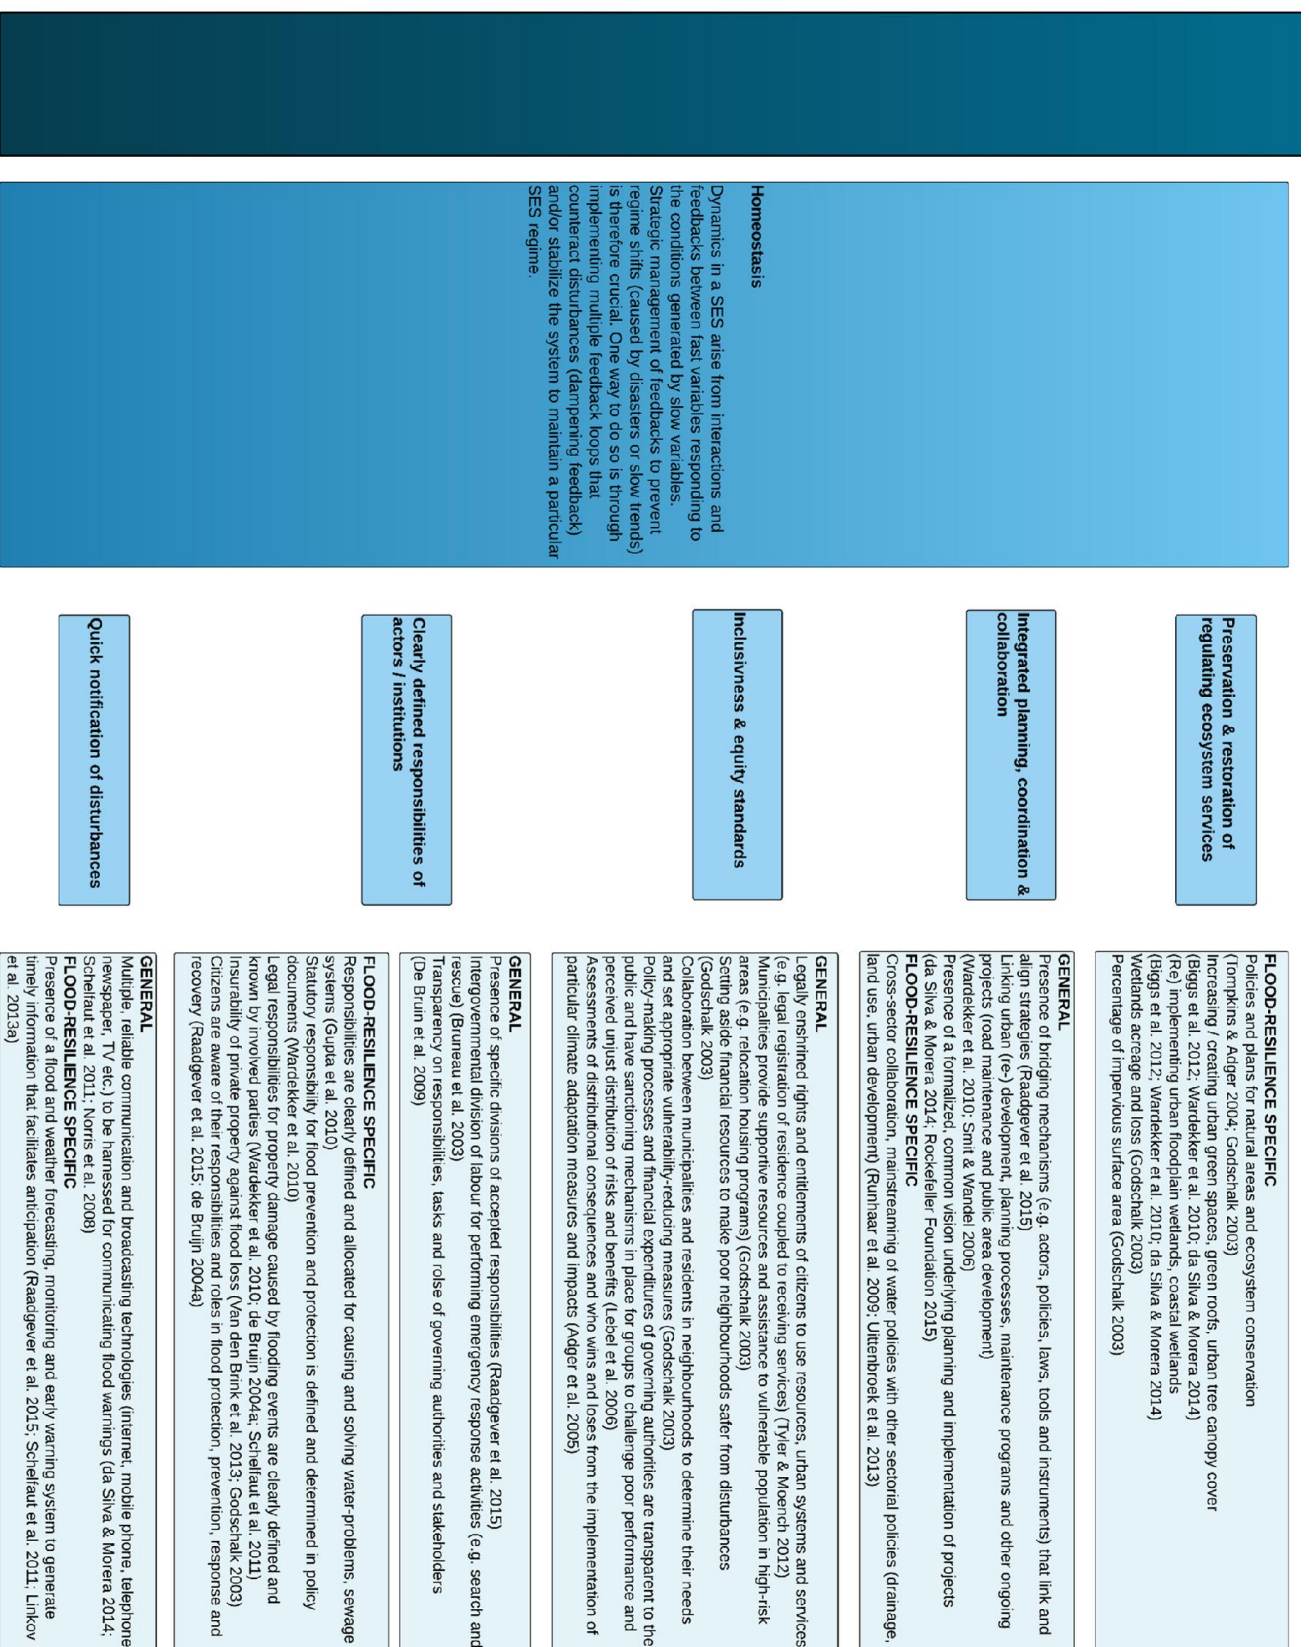 Homeostasis
Dynamics in a SES arise from interactions and
feedbacks between fast variables responding to
the conditions generated by slow variables.
Strategic management of feedbacks to prevent
regime shifts (caused by disasters or slow trends)
is therefore crucial. One way to do so is through
implementing multiple feedback loops that
counteract disturbances (dampening feedback)
and/or stabilize the system to maintain a particular
SES regime.
Preservation & restoration of
regulating ecosystem services
FLOOD-RESILIENCE SPECIFIC
Policies and plans for natural areas and ecosystem conservation
(Tompkins & Adger 2004; Godschalk 2003)
Increasing / creating urban green spaces, green roofs, urban tree canopy cover
(Biggs et al. 2012; Wardekker et al. 2010; da Silva & Morera 2014)
(Re) implementing urban floodplain wetlands, coastal wetlands
(Biggs et al. 2012; Wardekker et al. 2010; da Silva & Morera 2014)
Wetlands acreage and loss (Godschalk 2003)
Percentage of impervious surface area (Godschalk 2003)
Integrated planning, coordination &
collaboration
GENERAL
Presence of bridging mechanisms (e.g. actors, policies, laws, tools and instruments) that link and
align strategies (Raadgever et al. 2015)
Linking urban (re-) development, planning processes, maintenance programs and other ongoing
projects (road maintenance and public area development)
(Wardekker et al. 2010; Smit & Wandel 2006)
Presence of a formalized, common vision underlying planning and implementation of projects
(da Silva & Morera 2014; Rockefeller Foundation 2015)
FLOOD-RESILIENCE SPECIFIC
Cross-sector collaboration, mainstreaming of water policies with other sectorial policies (drainage,
land use, urban development) (Runhaar et al. 2009; Uittenbroek et al. 2013)
Inclusivness & equity standards
GENERAL
Legally enshrined rights and entitlements of citizens to use resources, urban systems and services
(e.g. legal registration of residence coupled to receiving services) (Tyler & Moench 2012)
Municipalities provide supportive resources and assistance to vulnerable population in high-risk
areas (e.g. relocation housing programs) (Godschalk 2003)
Setting aside financial resources to make poor neighbourhoods safer from disturbances
(Godschalk 2003)
Collaboration between municipalities and residents in neighbourhoods to determine their needs
and set appropriate vulnerability-reducing measures (Godschalk 2003)
Policy-making processes and financial expenditures of governing authorities are transparent to the
public and have sanctioning mechanisms in place for groups to challenge poor performance and
perceived unjust distribution of risks and benefits (Lebel et al. 2006)
Assessments of distributional consequences and who wins and loses from the implementation of
particular climate adaptation measures and impacts (Adger et al. 2005)
Clearly defined responsibilities of
actors / institutions
GENERAL
Presence of specific divisions of accepted responsibilities (Raadgever et al. 2015)
Intergovernmental division of labour for performing emergency response activities (e.g. search and
rescue) (Bruneau et al. 2003)
Transparency on responsibilities, tasks and rolse of governing authorities and stakeholders
(De Bruin et al. 2009)
FLOOD-RESILIENCE SPECIFIC
Responsibilities are clearly defined and allocated for causing and solving water-problems, sewage
systems (Gupta et al. 2010)
Statutory responsibility for flood prevention and protection is defined and determined in policy
documents (Wardekker et al. 2010)
Legal responsibilities for property damage caused by flooding events are clearly defined and
known by involved parties (Wardekker et al. 2010; de Bruijn 2004a; Schelfaut et al. 2011)
Insurability of private property against flood loss (Van den Brink et al. 2013; Godschalk 2003)
Citizens are aware of their responsibilities and roles in flood protection, prevention, response and
recovery (Raadgever et al. 2015; de Bruijn 2004a)
Quick notification of disturbances
GENERAL
Multiple, reliable communication and broadcasting technologies (internet, mobile phone, telephone
newspaper, TV etc.) to be harnessed for communicating flood warnings (da Silva & Morera 2014;
Schelfaut et al. 2011; Norris et al. 2008)
FLOOD-RESILIENCE SPECIFIC
Presence of a flood and weather forecasting, monitoring and early warning system to generate
timely information that facilitates anticipation (Raadgever et al. 2015; Schelfaut et al. 2011; Linkov
et al. 2013a)